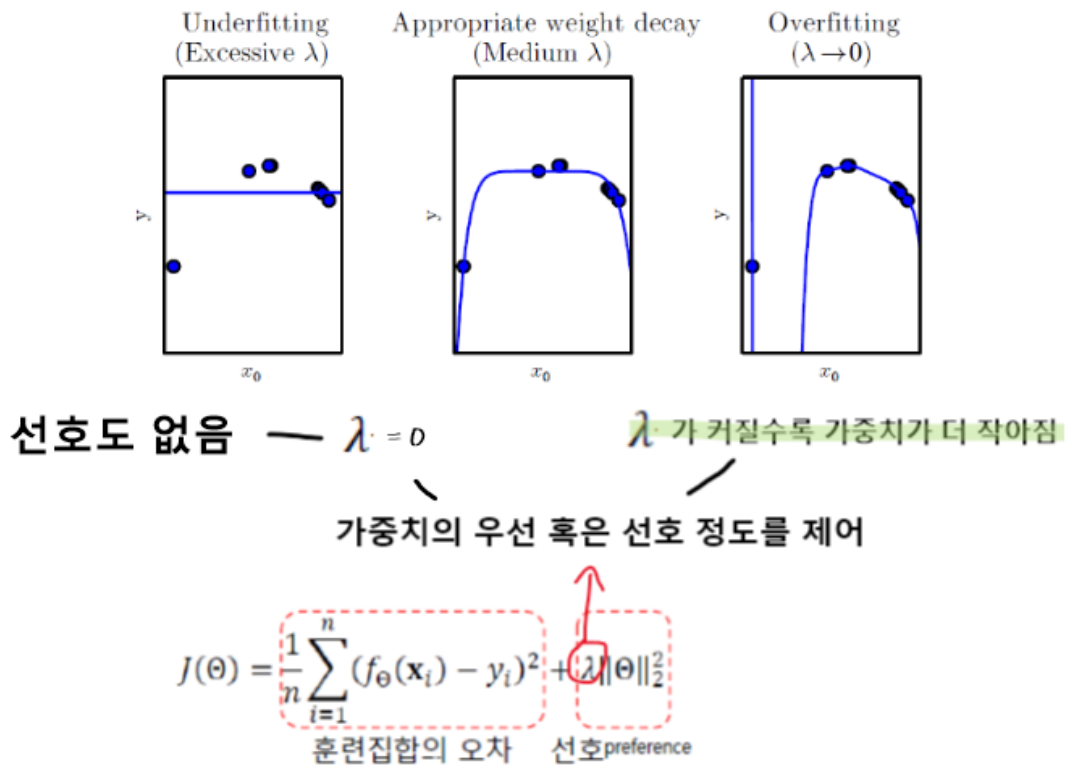 Underfitting
(Excessive λ)
Appropriate weight decay
(Medium λ)
Overfitting
(λ→0)
y
x₀
y
x₀
y
x₀
선호도 없음
λ = 0
λ 가 커질수록 가중치가 더 작아짐
가중치의 우선 혹은 선호 정도를 제어
J(Θ) = \frac{1}{n} \sum_{i=1}^{n} (f_Θ(𝐱_i) − y_i)² + λ‖Θ‖₂²
훈련집합의 오차
선호preference